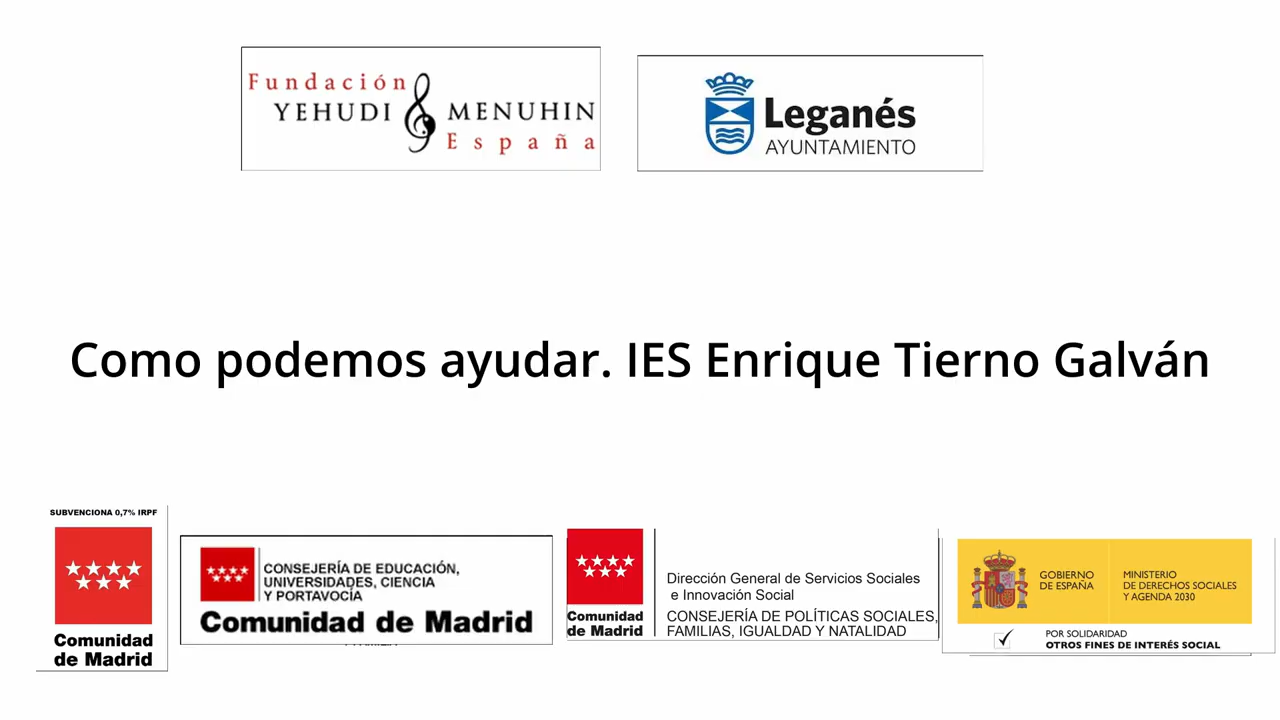 Fundación
YEHUDI MENUHIN
España
Leganés
AYUNTAMIENTO
Como podemos ayudar. IES Enrique Tierno Galván
SUBVENCIONA 0,7% IRPF
Comunidad
de Madrid
CONSEJERÍA DE EDUCACIÓN,
UNIVERSIDADES, CIENCIA
Y PORTAVOCÍA
Comunidad de Madrid
Comunidad
de Madrid
Dirección General de Servicios Sociales
e Innovación Social
CONSEJERÍA DE POLÍTICAS SOCIALES,
FAMILIAS, IGUALDAD Y NATALIDAD
GOBIERNO
DE ESPAÑA
MINISTERIO
DE DERECHOS SOCIALES
Y AGENDA 2030
POR SOLIDARIDAD
OTROS FINES DE INTERÉS SOCIAL